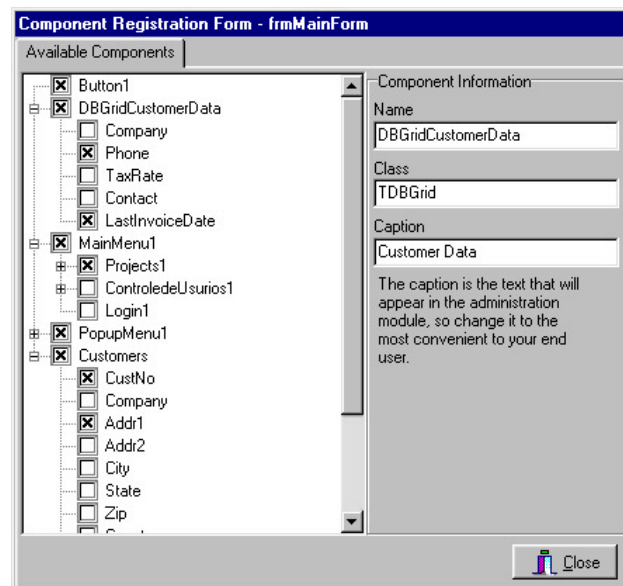 Component Registration Form - frmMainForm
Available Components
Button1
DBGridCustomerData
Company
Phone
TaxRate
Contact
LastInvoiceDate
MainMenu1
Projects1
ControledeUsurios1
Login1
PopupMenu1
Customers
CustNo
Company
Addr1
Addr2
City
State
Zip
Component Information
Name
DBGridCustomerData
Class
TDBGrid
Caption
Customer Data
The caption is the text that will
appear in the administration
module, so change it to the
most convenient to your end
user.
Close